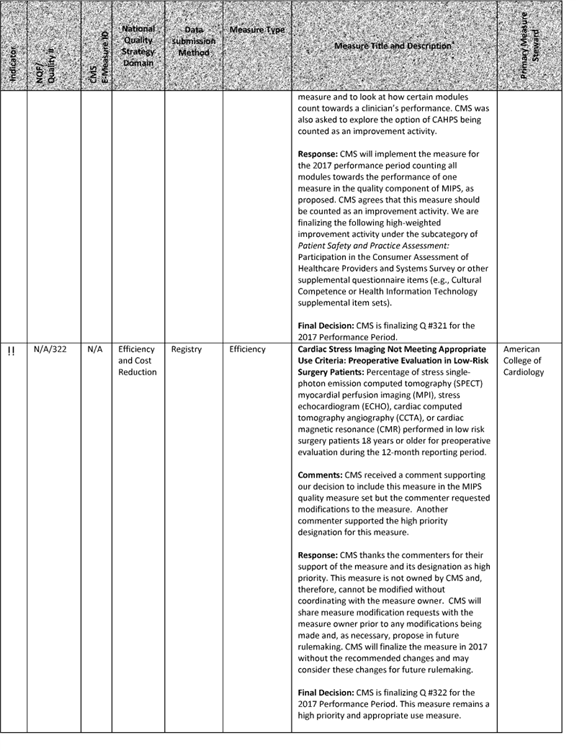 Indicator
NQF/
Quality #
CMS
E-Measure ID
National
Quality
Strategy
Domain
Data
submission
Method
Measure Type
Measure Title and Description*
Primary Measure
Steward
measure and to look at how certain modules
count towards a clinician's performance. CMS was
also asked to explore the option of CAHPS being
counted as an improvement activity.
Response: CMS will implement the measure for
the 2017 performance period counting all
modules towards the performance of one
measure in the quality component of MIPS, as
proposed. CMS agrees that this measure should
be counted as an improvement activity. We are
finalizing the following high-weighted
improvement activity under the subcategory of
Patient Safety and Practice Assessment:
Participation in the Consumer Assessment of
Healthcare Providers and Systems Survey or other
supplemental questionnaire items (e.g., Cultural
Competence or Health Information Technology
supplemental item sets).
Final Decision: CMS is finalizing Q #321 for the
2017 Performance Period.
!!
N/A/322
N/A
Efficiency
and Cost
Reduction
Registry
Efficiency
Cardiac Stress Imaging Not Meeting Appropriate
Use Criteria: Preoperative Evaluation in Low-Risk
Surgery Patients: Percentage of stress single-
photon emission computed tomography (SPECT)
myocardial perfusion imaging (MPI), stress
echocardiogram (ECHO), cardiac computed
tomography angiography (CCTA), or cardiac
magnetic resonance (CMR) performed in low risk
surgery patients 18 years or older for preoperative
evaluation during the 12-month reporting period.
Comments: CMS received a comment supporting
our decision to include this measure in the MIPS
quality measure set but the commenter requested
modifications to the measure. Another
commenter supported the high priority
designation for this measure.
Response: CMS thanks the commenters for their
support of the measure and its designation as high
priority. This measure is not owned by CMS and,
therefore, cannot be modified without
coordinating with the measure owner. CMS will
share measure modification requests with the
measure owner prior to any modifications being
made and, as necessary, propose in future
rulemaking. CMS will finalize the measure in 2017
without the recommended changes and may
consider these changes for future rulemaking.
Final Decision: CMS is finalizing Q #322 for the
2017 Performance Period. This measure remains a
high priority and appropriate use measure.
American
College of
Cardiology